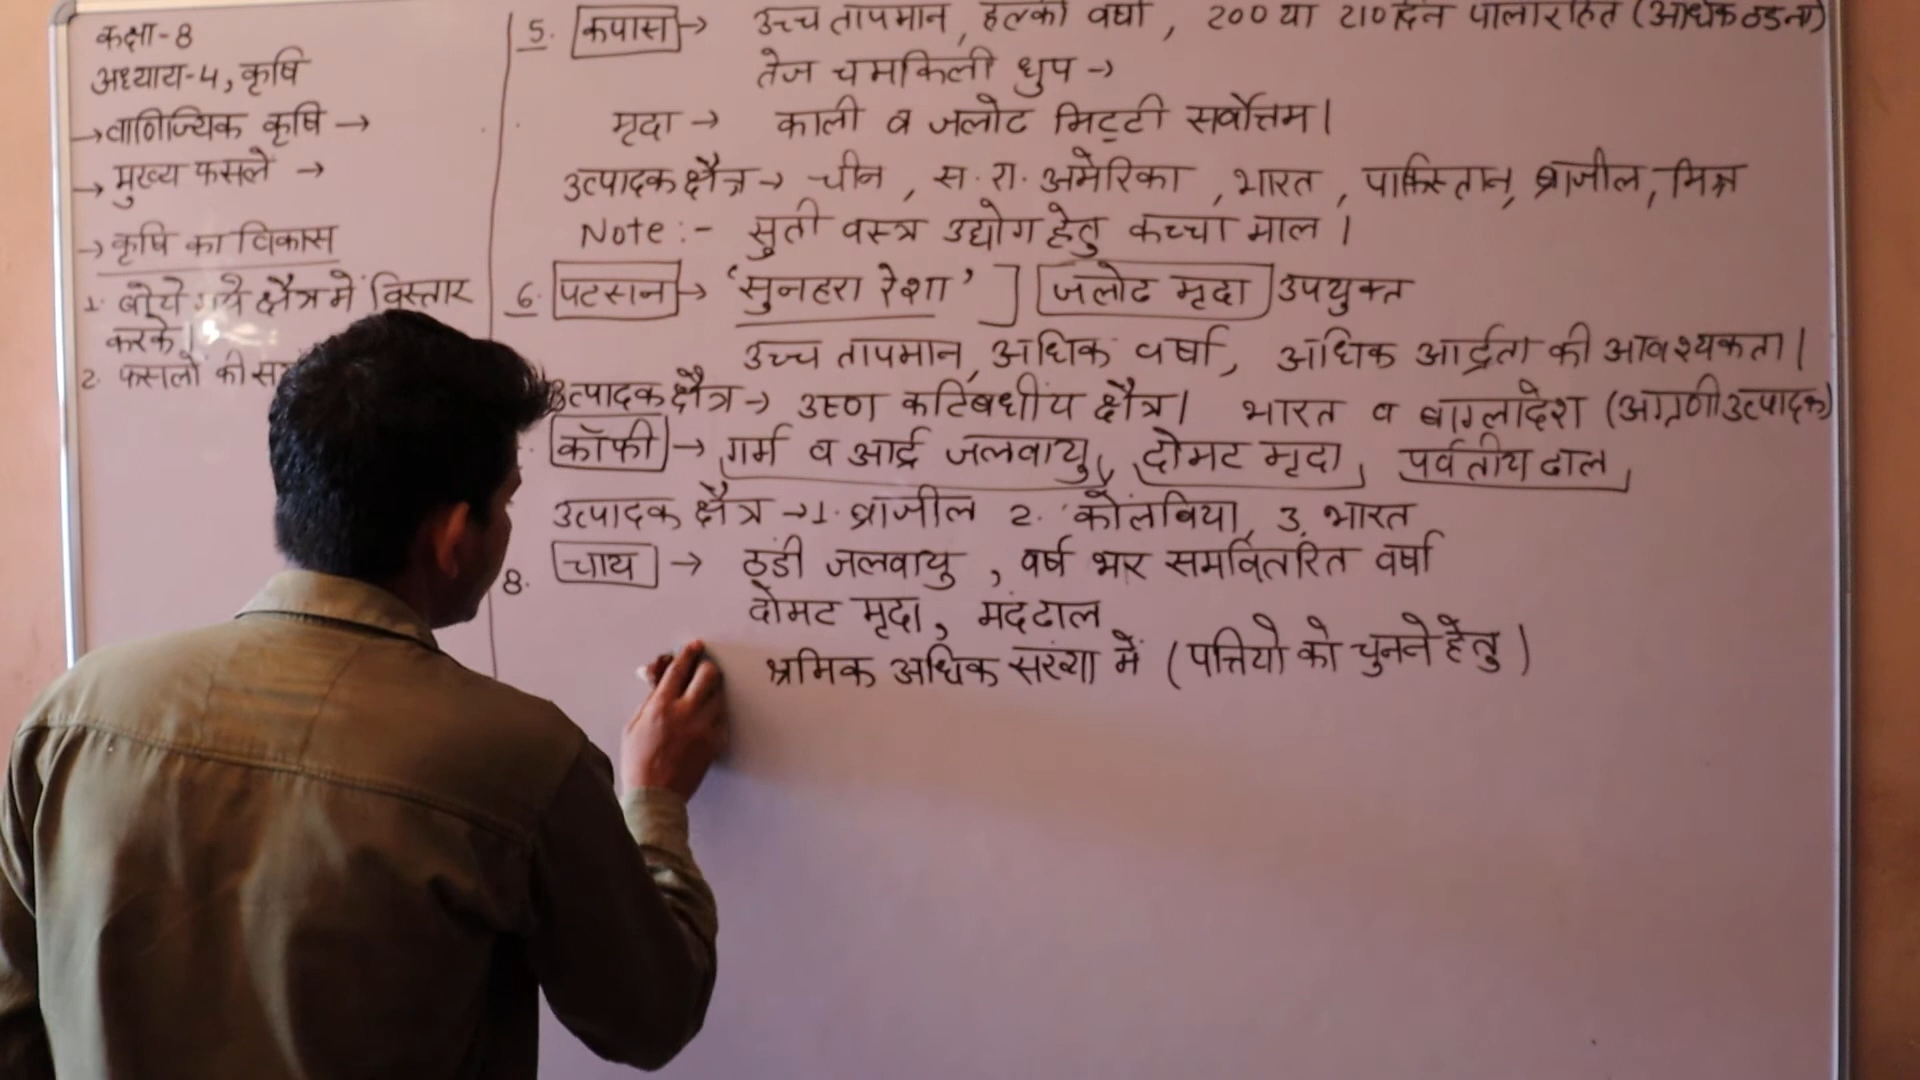 कक्षा-8
अध्याय-4, कृषि
→ वाणिज्यिक कृषि →
→ मुख्य फसलें →
→ कृषि का विकास
1. बोये गये क्षैत्र में विस्तार
करके।
2. फसलों की
5. कपास → उच्च तापमान, हल्की वर्षा, 200 या 210 दिन पालारहित (अधिक ठण्ड ना)
तेज चमकिली धुप →
मृदा → काली व जलोढ मिट्टी सर्वोत्तम।
उत्पादक क्षैत्र → चीन, स. रा. अमेरिका, भारत, पाकिस्तान, ब्राजील, मिस्र
Note :- सुती वस्त्र उद्योग हेतु कच्चा माल।
6. पटसन → 'सुनहरा रेशा' ] जलोढ मृदा उपयुक्त
उच्च तापमान, अधिक वर्षा, अधिक आर्द्रता की आवश्यकता।
उत्पादक क्षैत्र → उष्ण कटिबंधीय क्षैत्र। भारत व बांग्लादेश (अग्रणी उत्पादक)
कॉफी → गर्म व आर्द्र जलवायु, दोमट मृदा, पर्वतीय ढाल,
उत्पादक क्षैत्र → 1. ब्राजील 2. कोलंबिया, 3. भारत
8. चाय → ठंडी जलवायु, वर्ष भर समवितरित वर्षा
दोमट मृदा, मंद ढाल
श्रमिक अधिक संख्या में (पत्तियो को चुनने हेतु)